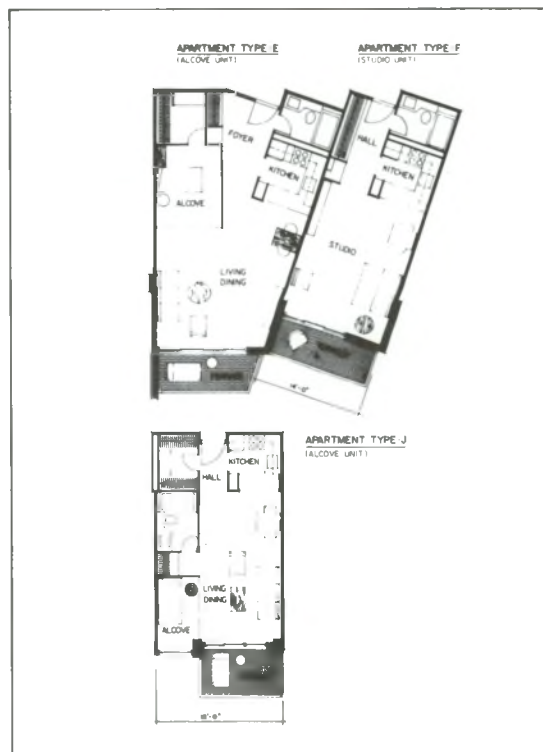 APARTMENT TYPE E
(ALCOVE UNIT)
APARTMENT TYPE F
(STUDIO UNIT)
FOYER
HALL
KITCHEN
KITCHEN
ALCOVE
STUDIO
LIVING
DINING
APARTMENT TYPE J
(ALCOVE UNIT)
KITCHEN
HALL
LIVING
DINING
ALCOVE